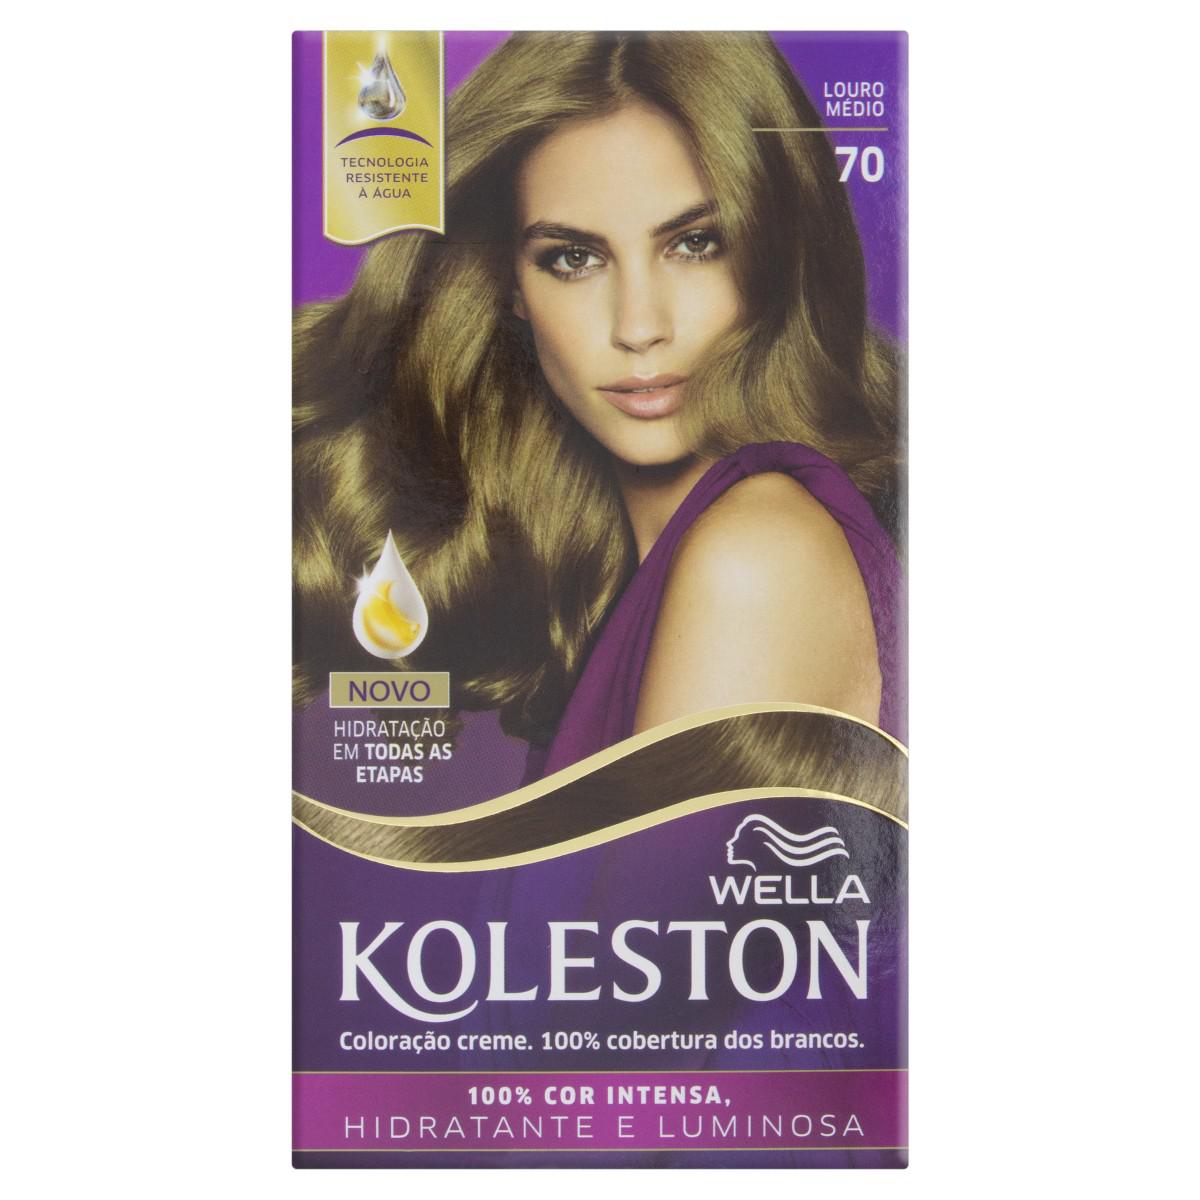 TECNOLOGIA
RESISTENTE
À ÁGUA
LOURO
MÉDIO
70
NOVO
HIDRATAÇÃO
EM TODAS AS
ETAPAS
WELLA
KOLESTON
Coloração creme. 100% cobertura dos brancos.
100% COR INTENSA,
HIDRATANTE E LUMINOSA